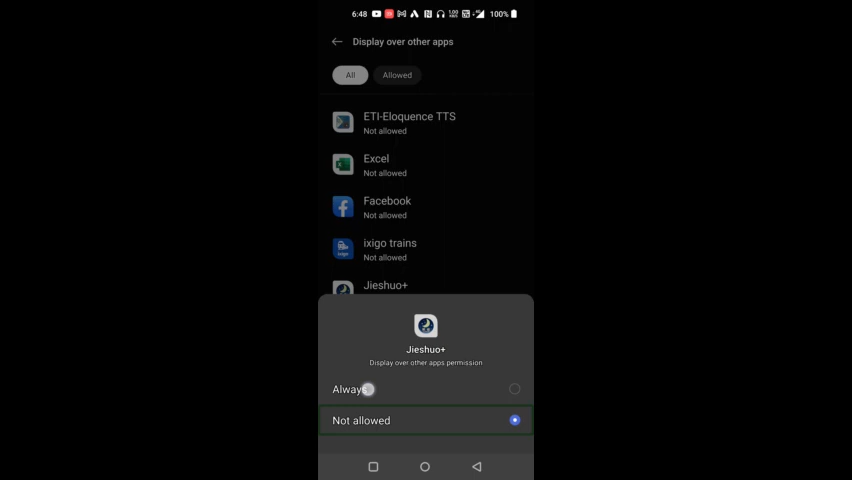 6:48
100%
Display over other apps
All
Allowed
ETI-Eloquence TTS
Not allowed
Excel
Not allowed
Facebook
Not allowed
ixigo trains
Not allowed
Jieshuo+
Jieshuo+
Display over other apps permission
Always
Not allowed